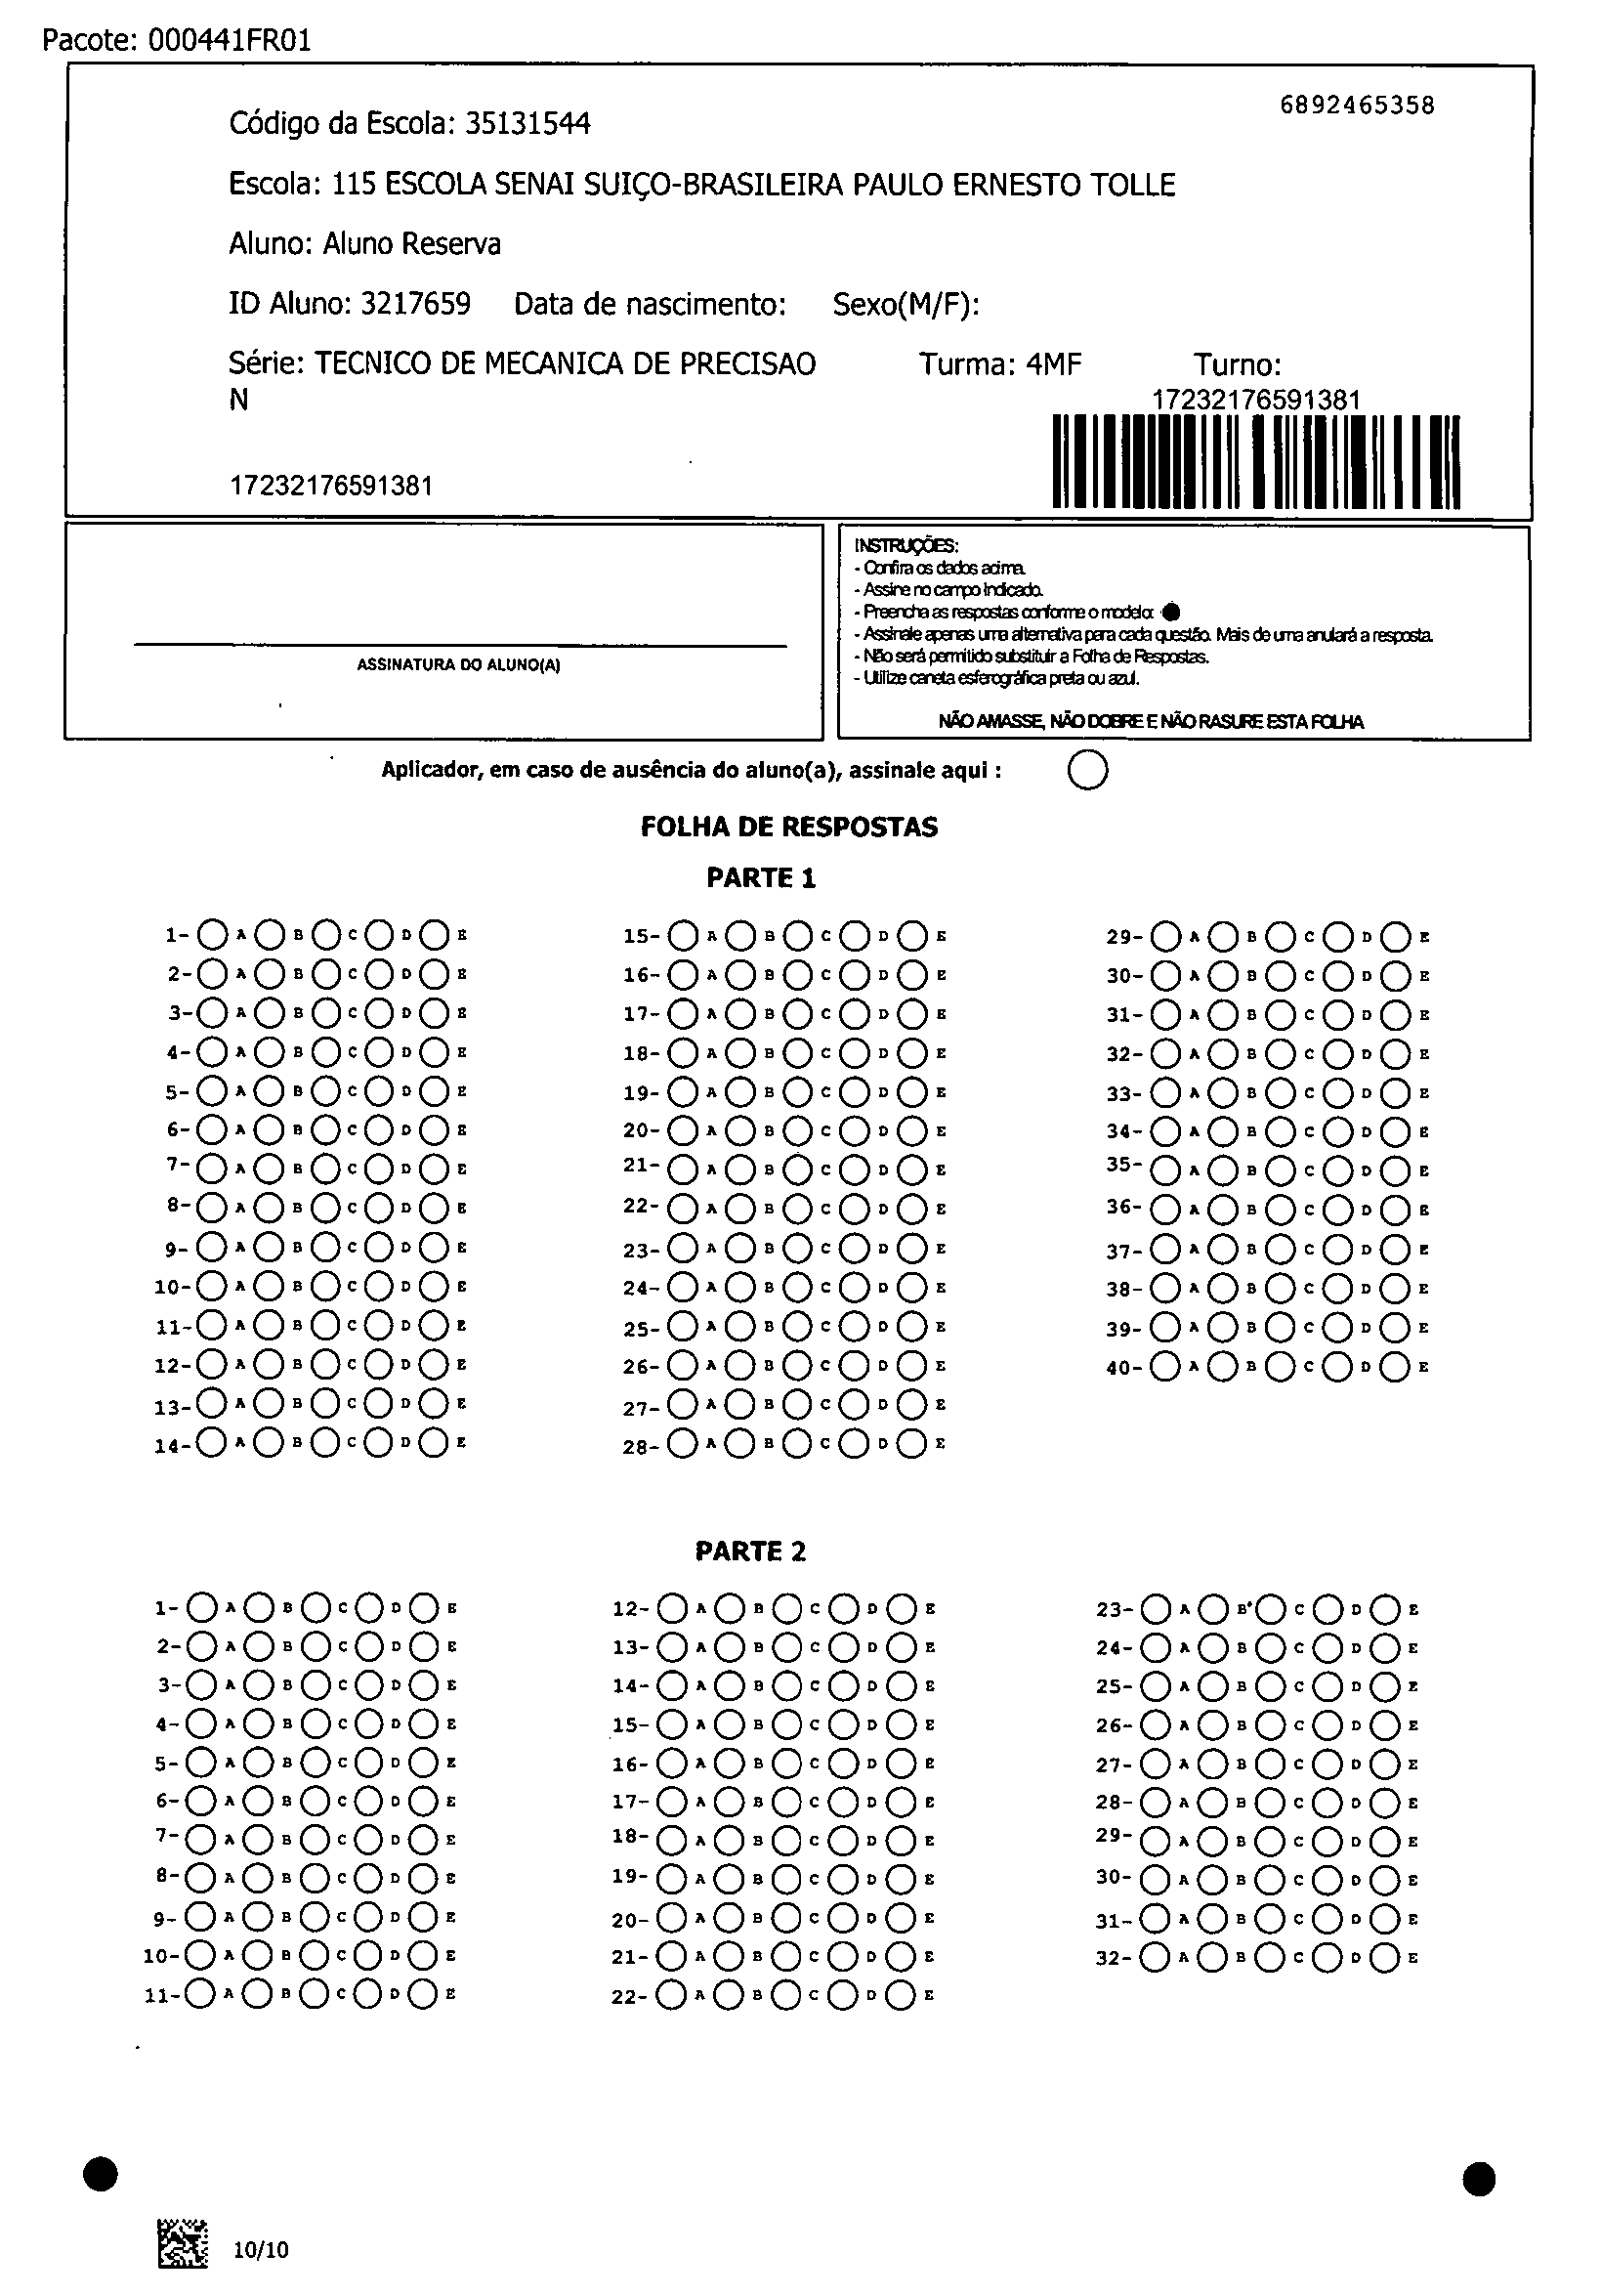 Pacote: 000441FR01
6892465358
Código da Escola: 35131544
Escola: 115 ESCOLA SENAI SUIÇO-BRASILEIRA PAULO ERNESTO TOLLE
Aluno: Aluno Reserva
ID Aluno: 3217659 Data de nascimento: Sexo(M/F):
Série: TECNICO DE MECANICA DE PRECISAO Turma: 4MF Turno:
N
17232176591381
17232176591381
INSTRUÇÕES:
- Confira os dados acima.
- Assine no campo indicado.
- Preencha as respostas conforme o modelo:
- Assinale apenas uma alternativa para cada questão. Mais de uma anulará a resposta.
- Não será permitido substituir a Folha de Respostas.
- Utilize caneta esferográfica preta ou azul.
NÃO AMASSE, NÃO DOBRE E NÃO RASURE ESTA FOLHA
ASSINATURA DO ALUNO(A)
Aplicador, em caso de ausência do aluno(a), assinale aqui :
FOLHA DE RESPOSTAS
PARTE 1
1- A B C D E 15- A B C D E 29- A B C D E
2- A B C D E 16- A B C D E 30- A B C D E
3- A B C D E 17- A B C D E 31- A B C D E
4- A B C D E 18- A B C D E 32- A B C D E
5- A B C D E 19- A B C D E 33- A B C D E
6- A B C D E 20- A B C D E 34- A B C D E
7- A B C D E 21- A B C D E 35- A B C D E
8- A B C D E 22- A B C D E 36- A B C D E
9- A B C D E 23- A B C D E 37- A B C D E
10- A B C D E 24- A B C D E 38- A B C D E
11- A B C D E 25- A B C D E 39- A B C D E
12- A B C D E 26- A B C D E 40- A B C D E
13- A B C D E 27- A B C D E
14- A B C D E 28- A B C D E
PARTE 2
1- A B C D E 12- A B C D E 23- A B C D E
2- A B C D E 13- A B C D E 24- A B C D E
3- A B C D E 14- A B C D E 25- A B C D E
4- A B C D E 15- A B C D E 26- A B C D E
5- A B C D E 16- A B C D E 27- A B C D E
6- A B C D E 17- A B C D E 28- A B C D E
7- A B C D E 18- A B C D E 29- A B C D E
8- A B C D E 19- A B C D E 30- A B C D E
9- A B C D E 20- A B C D E 31- A B C D E
10- A B C D E 21- A B C D E 32- A B C D E
11- A B C D E 22- A B C D E
10/10